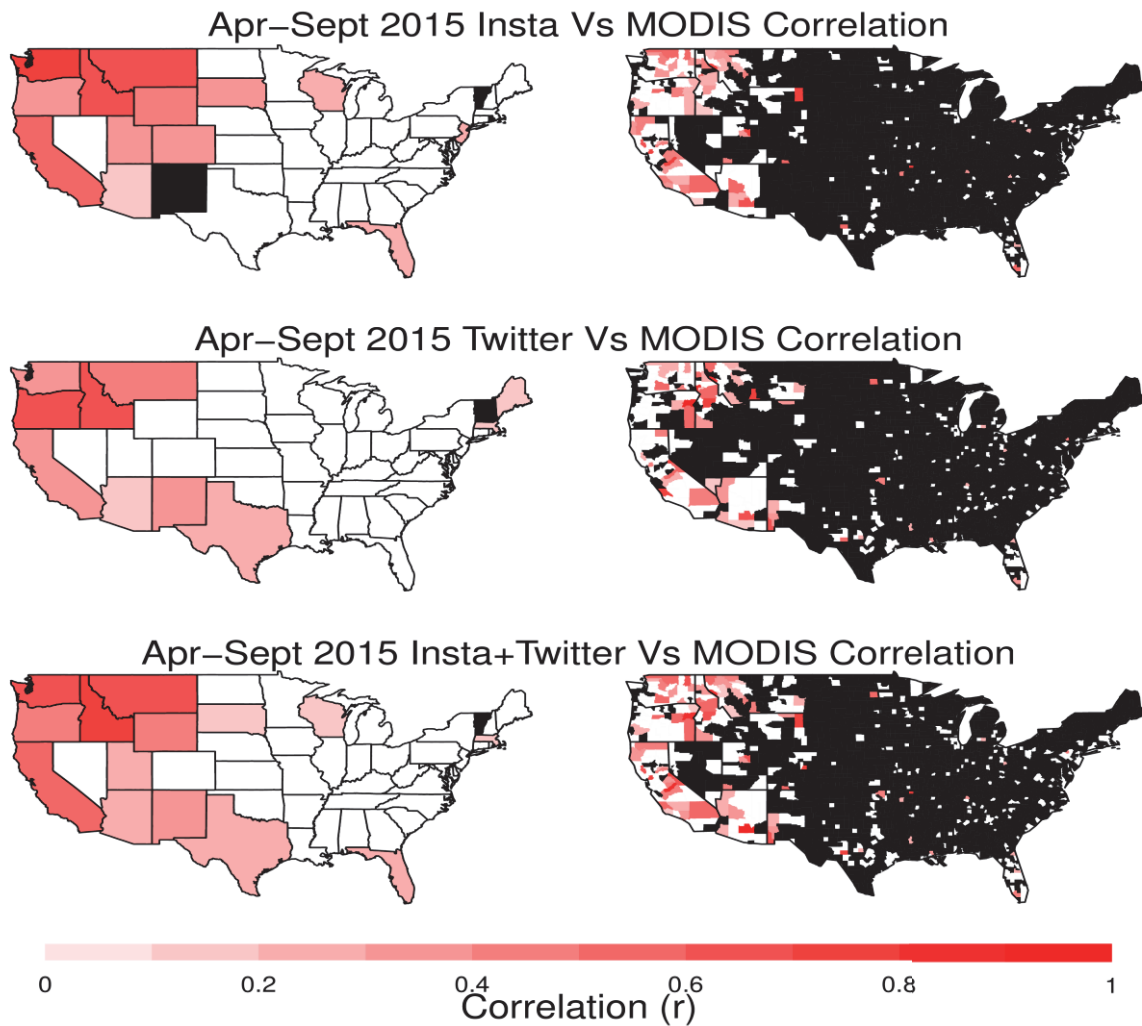 Apr−Sept 2015 Insta Vs MODIS Correlation
Apr−Sept 2015 Twitter Vs MODIS Correlation
Apr−Sept 2015 Insta+Twitter Vs MODIS Correlation
0 0.2 0.4 0.6 0.8 1
Correlation (r)